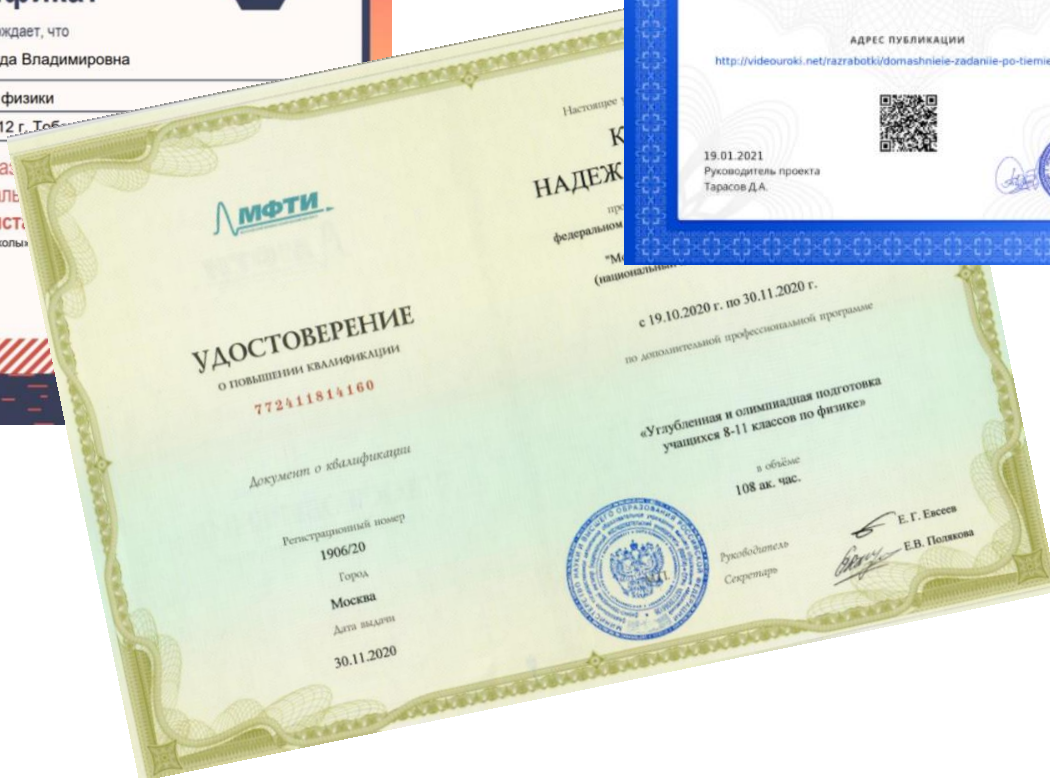 ждает, что
да Владимировна
физики
12 г.
АДРЕС ПУБЛИКАЦИИ
http://videouroki.net/razrabotki/domashnieie-zadaniie-po-tiemie
19.01.2021
Руководитель проекта
Тарасов Д.А.
МФТИ
УДОСТОВЕРЕНИЕ
О ПОВЫШЕНИИ КВАЛИФИКАЦИИ
772411814160
Документ о квалификации
Регистрационный номер
1906/20
Город
Москва
Дата выдачи
30.11.2020
Настоящее
К
НАДЕЖ
федеральном
(национальный
с 19.10.2020 г. по 30.11.2020 г.
по дополнительной профессиональной программе
«Углубленная и олимпиадная подготовка
учащихся 8-11 классов по физике»
в объёме
108 ак. час.
Руководитель
Е. Г. Евсеев
Секретарь
Е.В. Полякова
М.П.